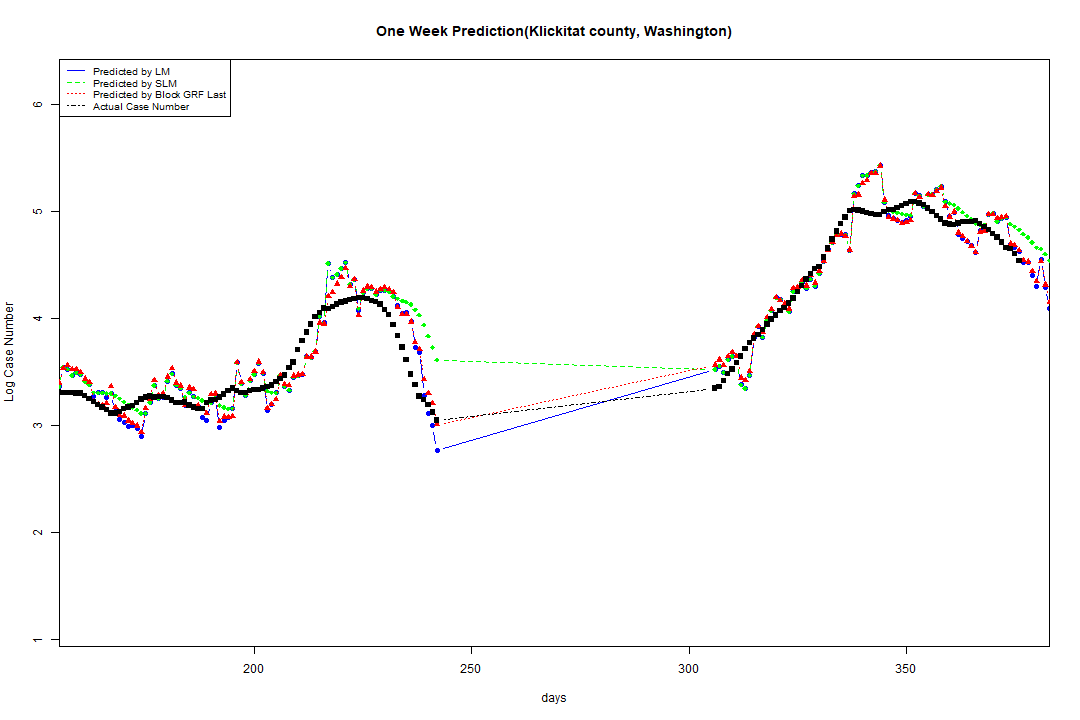 One Week Prediction(Klickitat county, Washington)
Predicted by LM
Predicted by SLM
Predicted by Block GRF Last
Actual Case Number
Log Case Number
6
5
4
3
2
1
200
250
300
350
days